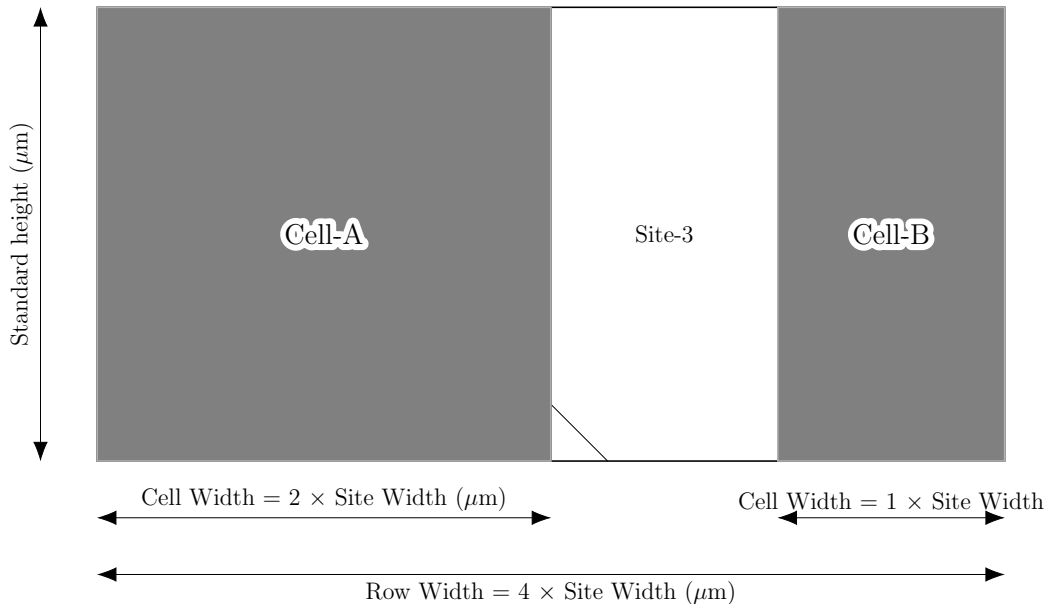 Standard height (μm)
Cell-A
Site-3
Cell-B
Cell Width = 2 × Site Width (μm)
Cell Width = 1 × Site Width
Row Width = 4 × Site Width (μm)